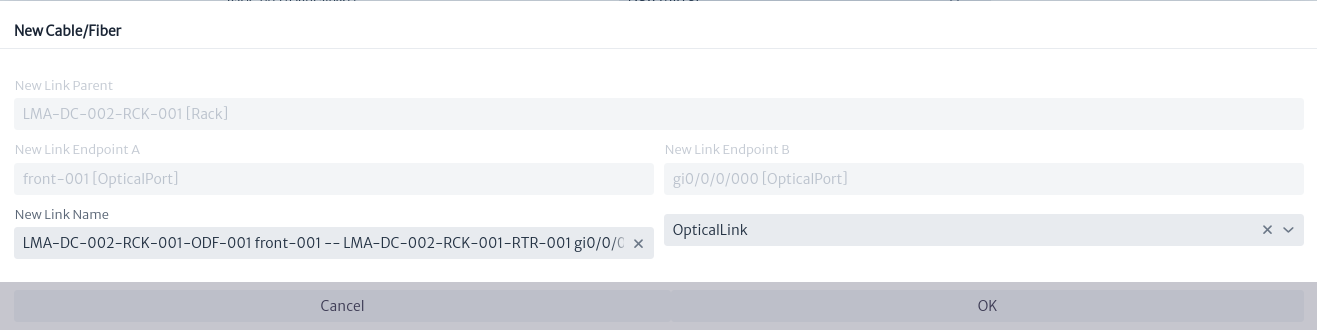 New Cable/Fiber
New Link Parent
LMA-DC-002-RCK-001 [Rack]
New Link Endpoint A
New Link Endpoint B
front-001 [OpticalPort]
gi0/0/0/000 [OpticalPort]
New Link Name
LMA-DC-002-RCK-001-ODF-001 front-001 -- LMA-DC-002-RCK-001-RTR-001 gi0/0/0
OpticalLink
Cancel
OK